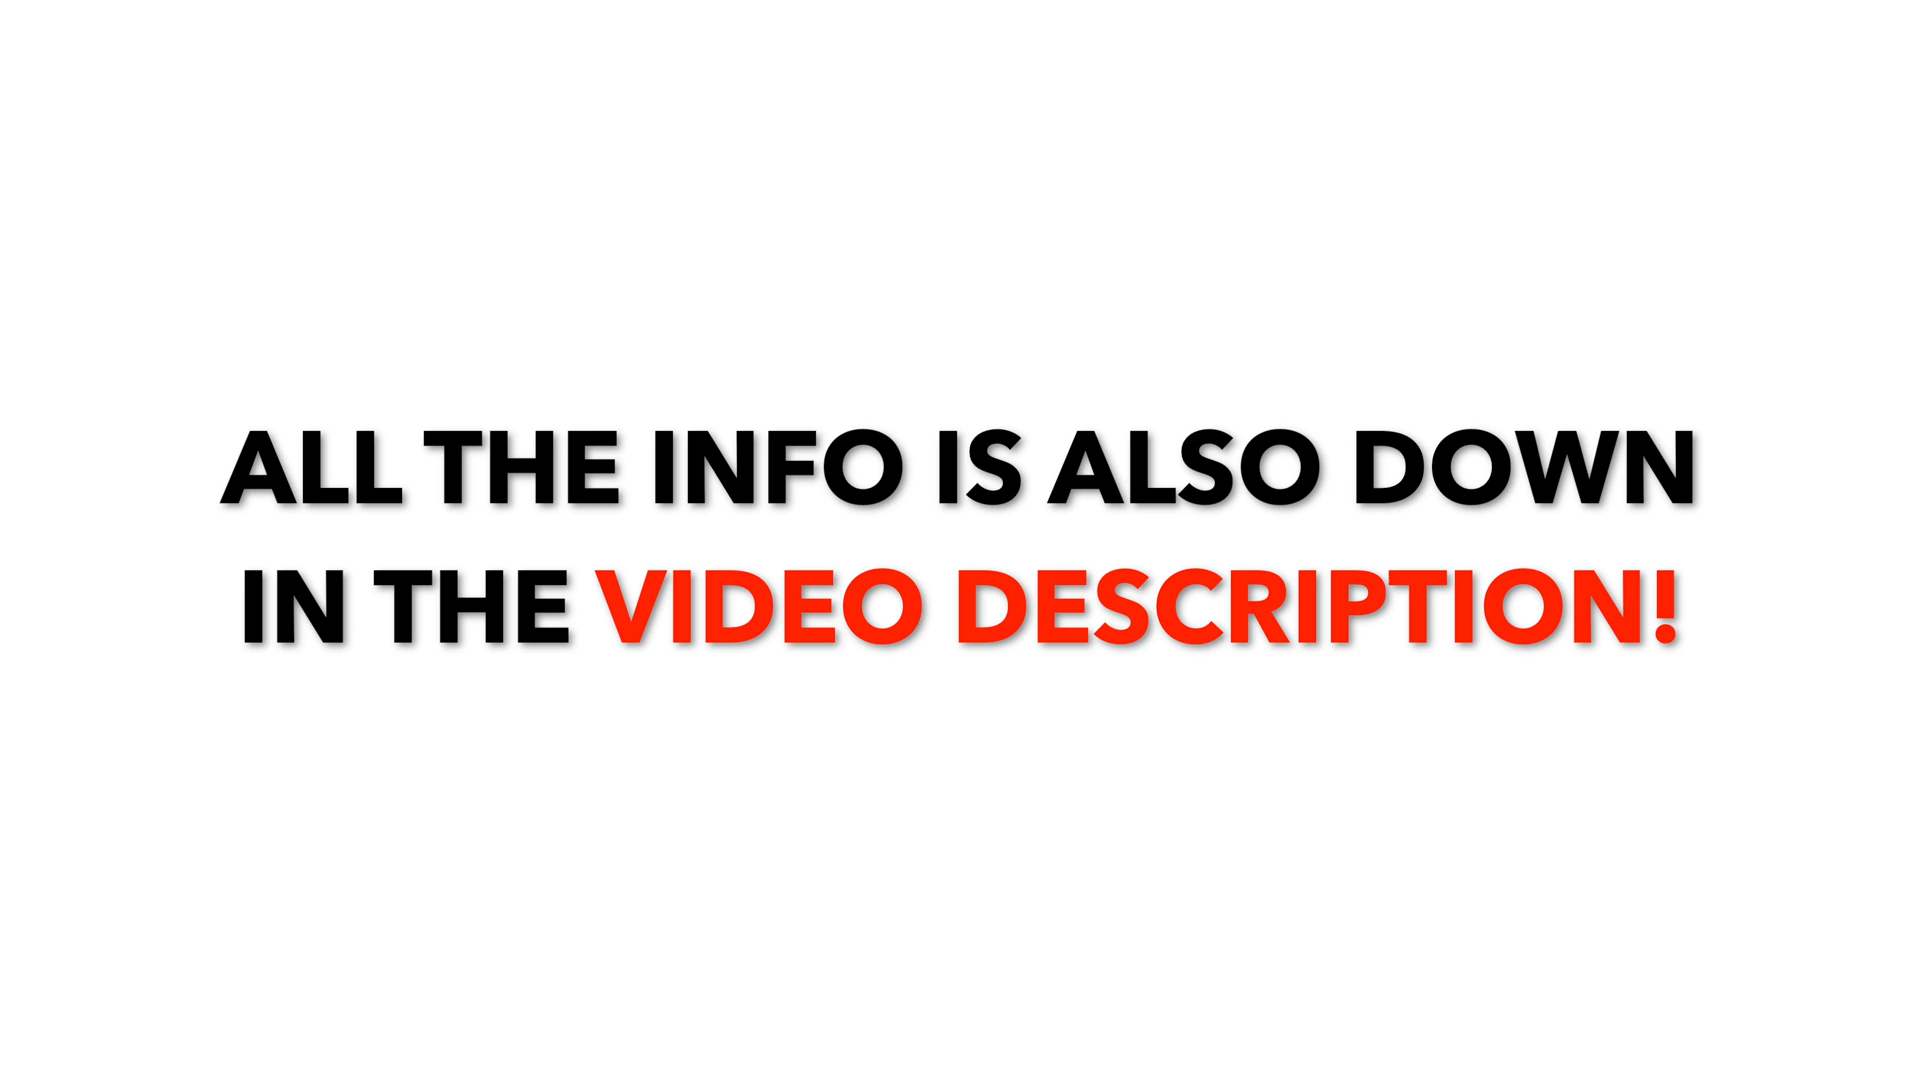 ALL THE INFO IS ALSO DOWN
IN THE VIDEO DESCRIPTION!